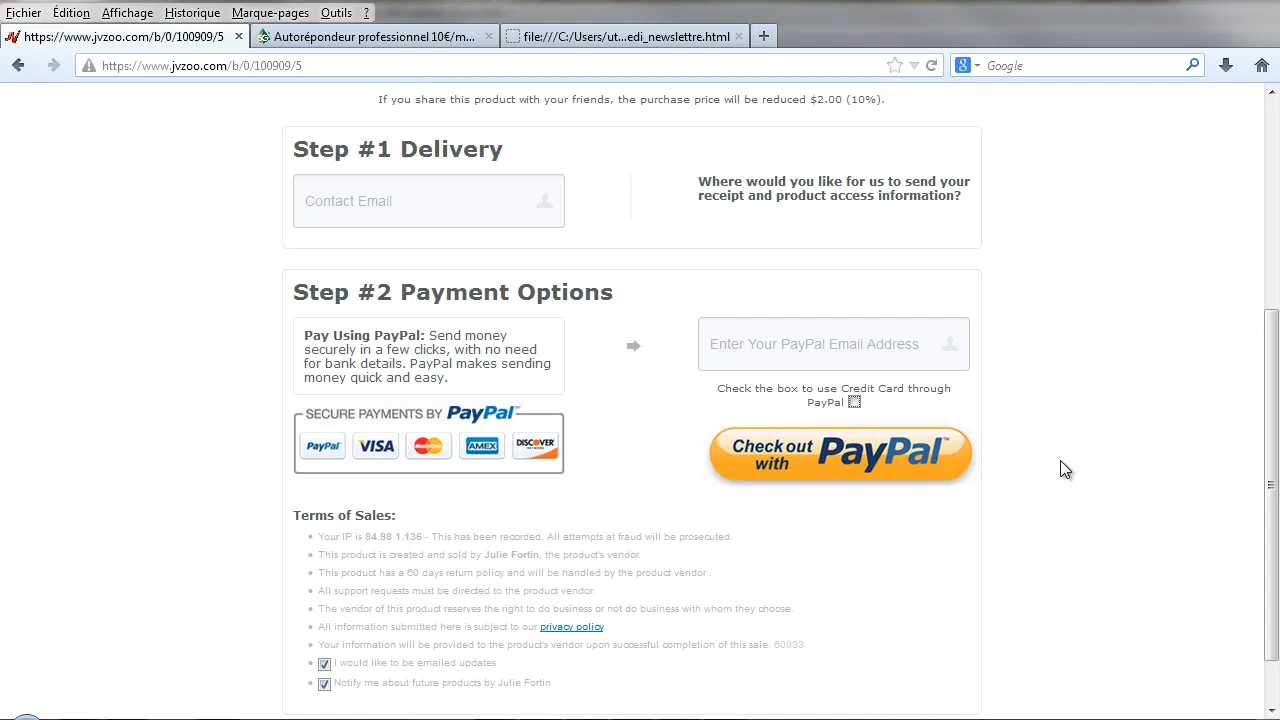 Fichier Édition Affichage Historique Marque-pages Outils ?
https://www.jvzoo.com/b/0/100909/5 × Autorépondeur professionnel 10€/m... × file:///C:/Users/ut...edi_newslettre.html × +
https://www.jvzoo.com/b/0/100909/5 Google
If you share this product with your friends, the purchase price will be reduced $2.00 (10%).
Step #1 Delivery
Contact Email
Where would you like for us to send your
receipt and product access information?
Step #2 Payment Options
Pay Using PayPal: Send money
securely in a few clicks, with no need
for bank details. PayPal makes sending
money quick and easy.
SECURE PAYMENTS BY PayPal™
PayPal VISA MasterCard AMEX DISCOVER NETWORK
Enter Your PayPal Email Address
Check the box to use Credit Card through
PayPal
Check out
with PayPal™
Terms of Sales:
Your IP is 84.98.1.136 - This has been recorded. All attempts at fraud will be prosecuted.
This product is created and sold by Julie Fortin, the product's vendor.
This product has a 60 days return policy and will be handled by the product vendor .
All support requests must be directed to the product vendor.
The vendor of this product reserves the right to do business or not do business with whom they choose.
All information submitted here is subject to our privacy policy.
Your information will be provided to the product's vendor upon successful completion of this sale. 60033
I would like to be emailed updates
Notify me about future products by Julie Fortin